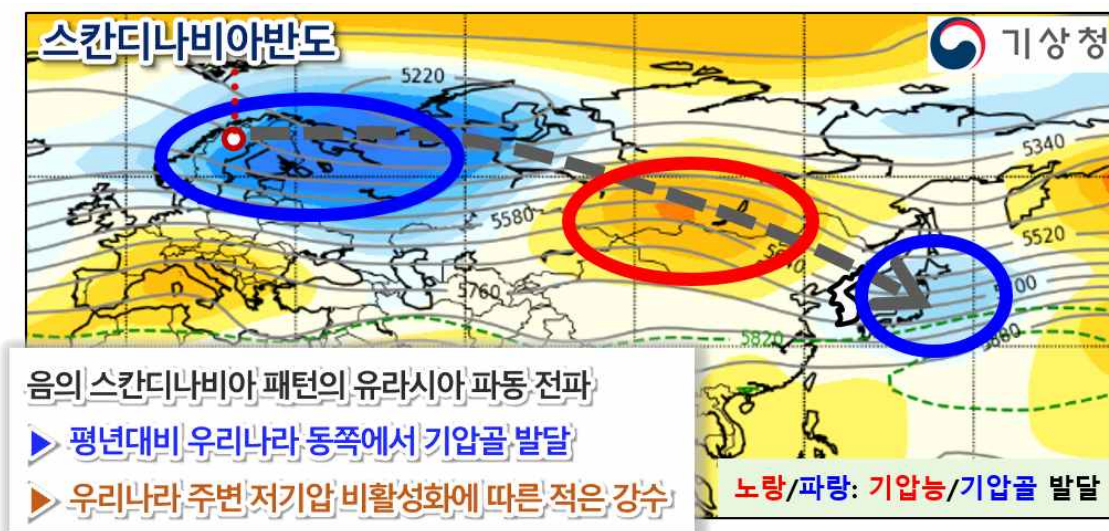 스칸디나비아반도
기상청
5220
5340
5580
5520
5760
5820
음의 스칸디나비아 패턴의 유라시아 파동 전파
▶ 평년대비 우리나라 동쪽에서 기압골 발달
▶ 우리나라 주변 저기압 비활성화에 따른 적은 강수
노랑/파랑: 기압능/기압골 발달